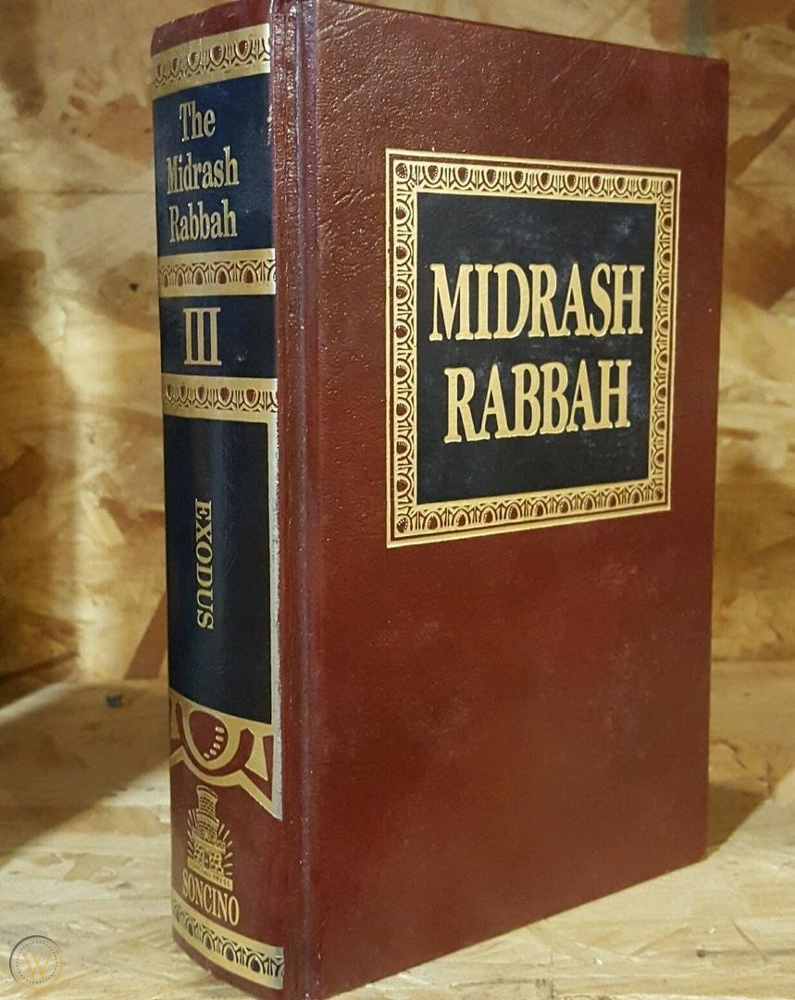 The
Midrash
Rabbah
III
EXODUS
SONCINO
MIDRASH
RABBAH